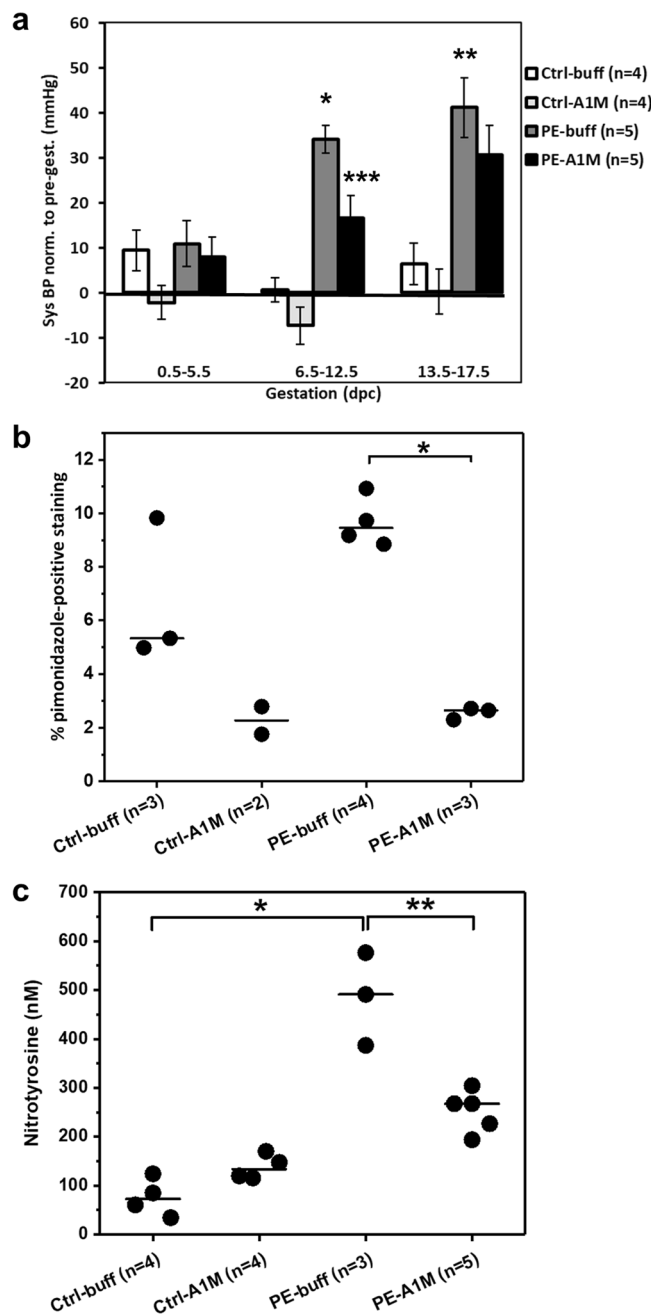 a
Sys BP norm. to pre-gest. (mmHg)
60
50
40
30
20
10
0
-10
-20
*
***
**
0.5-5.5 6.5-12.5 13.5-17.5
Gestation (dpc)
Ctrl-buff (n=4)
Ctrl-A1M (n=4)
PE-buff (n=5)
PE-A1M (n=5)
b
% pimonidazole-positive staining
12
10
8
6
4
2
0
*
Ctrl-buff (n=3)
Ctrl-A1M (n=2)
PE-buff (n=4)
PE-A1M (n=3)
c
Nitrotyrosine (nM)
700
600
500
400
300
200
100
0
*
**
Ctrl-buff (n=4)
Ctrl-A1M (n=4)
PE-buff (n=3)
PE-A1M (n=5)